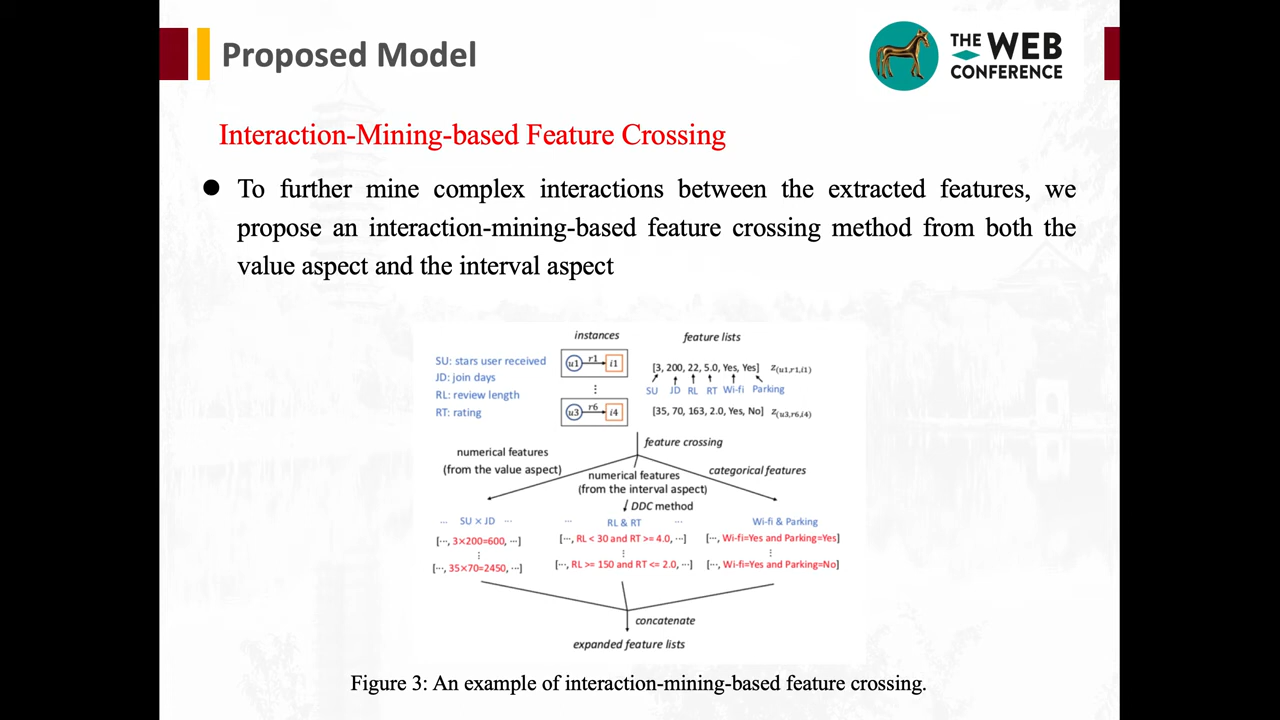 Proposed Model
THE WEB
CONFERENCE
Interaction-Mining-based Feature Crossing
● To further mine complex interactions between the extracted features, we
propose an interaction-mining-based feature crossing method from both the
value aspect and the interval aspect
instances
feature lists
SU: stars user received
JD: join days
RL: review length
RT: rating
u1 r1 i1
⋮
u3 r6 i4
[3, 200, 22, 5.0, Yes, Yes] z(u1,r1,i1)
SU JD RL RT Wi-fi Parking
[35, 70, 163, 2.0, Yes, No] z(u3,r6,i4)
feature crossing
numerical features
(from the value aspect)
numerical features
(from the interval aspect)
categorical features
DDC method
... SU × JD ...
... RL & RT ...
Wi-fi & Parking
[..., 3×200=600, ...]
[..., RL < 30 and RT >= 4.0, ...]
[..., Wi-fi=Yes and Parking=Yes]
⋮ ⋮ ⋮
[..., 35×70=2450, ...]
[..., RL >= 150 and RT <= 2.0, ...]
[..., Wi-fi=Yes and Parking=No]
concatenate
expanded feature lists
Figure 3: An example of interaction-mining-based feature crossing.